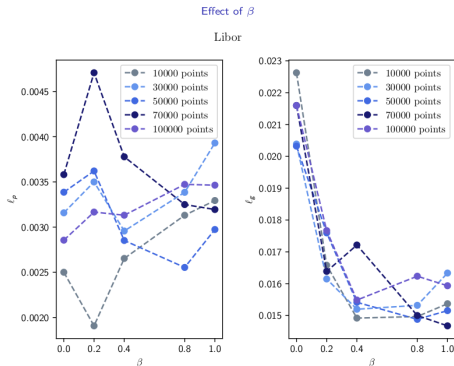 Effect of β
Libor
10000 points
30000 points
50000 points
70000 points
100000 points
0.0045
0.0040
0.0035
0.0030
0.0025
0.0020
ℓp
0.0 0.2 0.4 0.8 1.0
β
10000 points
30000 points
50000 points
70000 points
100000 points
0.023
0.022
0.021
0.020
0.019
0.018
0.017
0.016
0.015
ℓg
0.0 0.2 0.4 0.8 1.0
β